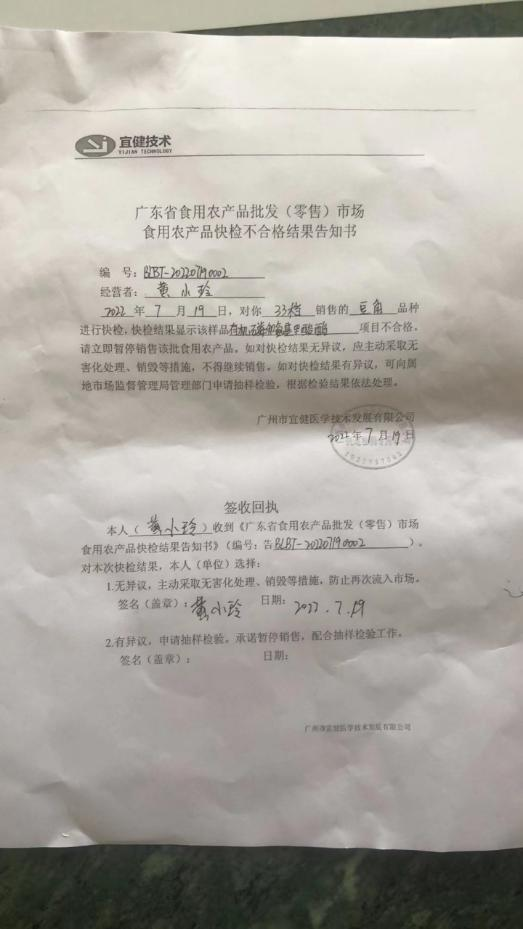 宜健技术
YIJIAN TECHNOLOGY
广东省食用农产品批发（零售）市场
食用农产品快检不合格结果告知书
编 号：BLBT-202207190002
经营者：黄小玲
2022 年 7 月 19 日，对你 33档 销售的 豆角 品种
进行快检，快检结果显示该样品有机磷和氨基甲酸酯 项目不合格。
请立即暂停销售该批食用农产品。如对快检结果无异议，应主动采取无
害化处理、销毁等措施，不得继续销售。如对快检结果有异议，可向属
地市场监督管理局管理部门申请抽样检验，根据检验结果依法处理。
广州市宜健医学技术发展有限公司
2022 年 7 月 19 日
签收回执
本人（ 黄小玲 ）收到《广东省食用农产品批发（零售）市场
食用农产品快检结果告知书》（编号：告BLBT-202207190002 ）。
对本次快检结果，本人（单位）选择：
1.无异议，主动采取无害化处理、销毁等措施，防止再次流入市场。
签名（盖章）：黄小玲 日期：2022.7.19
2.有异议，申请抽样检验。承诺暂停销售，配合抽样检验工作。
签名（盖章）： 日期：
广州市宜健医学技术发展有限公司